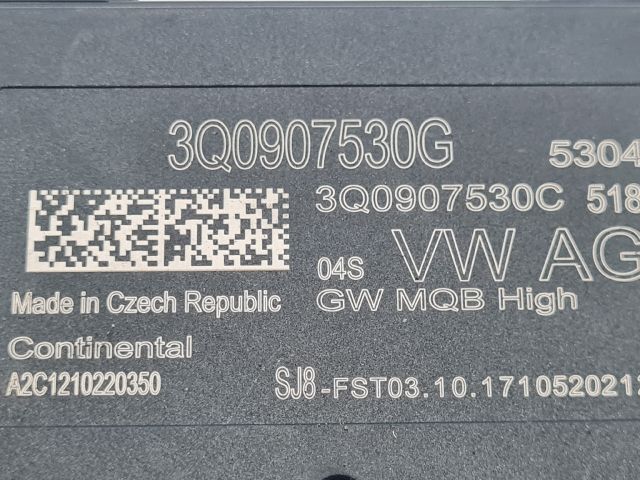 3Q0907530G 5304
3Q0907530C 518
04S VW AG
Made in Czech Republic GW MQB High
Continental
A2C1210220350 SJ8-FST03.10.1710520212